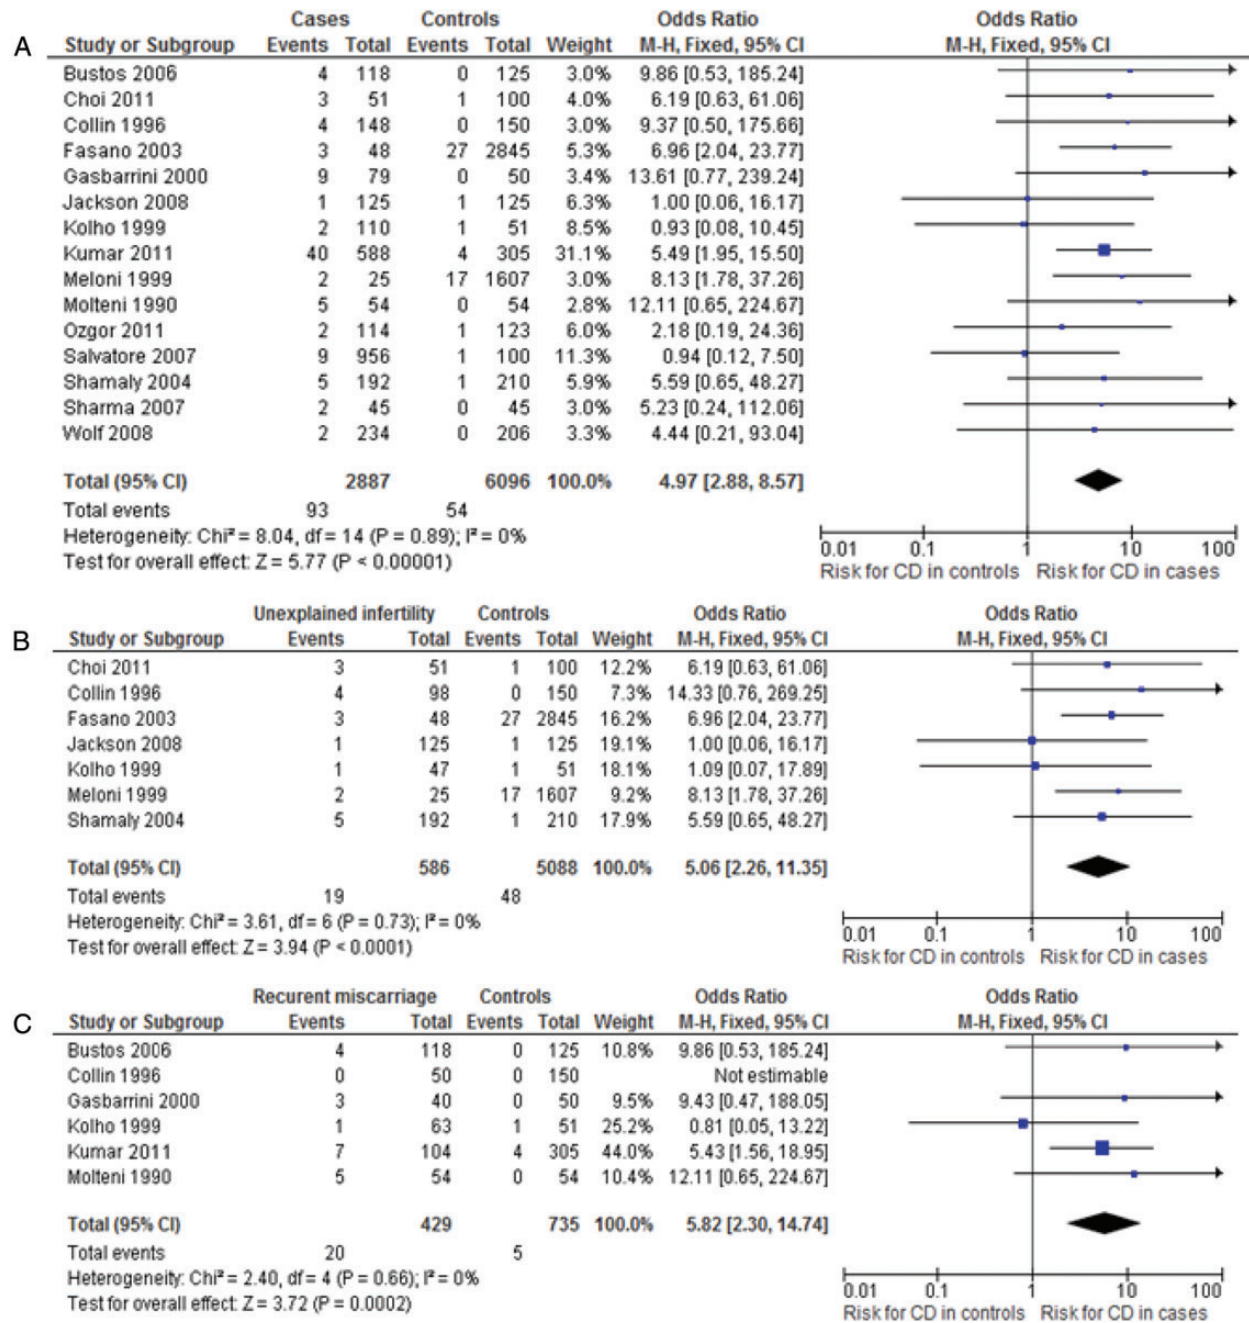 A
Cases Controls Odds Ratio Odds Ratio
Study or Subgroup Events Total Events Total Weight M-H, Fixed, 95% CI M-H, Fixed, 95% CI
Bustos 2006 4 118 0 125 3.0% 9.86 [0.53, 185.24]
Choi 2011 3 51 1 100 4.0% 6.19 [0.63, 61.06]
Collin 1996 4 148 0 150 3.0% 9.37 [0.50, 175.66]
Fasano 2003 3 48 27 2845 5.3% 6.96 [2.04, 23.77]
Gasbarrini 2000 9 79 0 50 3.4% 13.61 [0.77, 239.24]
Jackson 2008 1 125 1 125 6.3% 1.00 [0.06, 16.17]
Kolho 1999 2 110 1 51 8.5% 0.93 [0.08, 10.45]
Kumar 2011 40 588 4 305 31.1% 5.49 [1.95, 15.50]
Meloni 1999 2 25 17 1607 3.0% 8.13 [1.78, 37.26]
Molteni 1990 5 54 0 54 2.8% 12.11 [0.65, 224.67]
Ozgor 2011 2 114 1 123 6.0% 2.18 [0.19, 24.36]
Salvatore 2007 9 956 1 100 11.3% 0.94 [0.12, 7.50]
Shamaly 2004 5 192 1 210 5.9% 5.59 [0.65, 48.27]
Sharma 2007 2 45 0 45 3.0% 5.23 [0.24, 112.06]
Wolf 2008 2 234 0 206 3.3% 4.44 [0.21, 93.04]
Total (95% CI) 2887 6096 100.0% 4.97 [2.88, 8.57]
Total events 93 54
Heterogeneity: Chi² = 8.04, df = 14 (P = 0.89); I² = 0%
Test for overall effect: Z = 5.77 (P < 0.00001)
0.01 0.1 1 10 100
Risk for CD in controls Risk for CD in cases
B
Unexplained infertility Controls Odds Ratio Odds Ratio
Study or Subgroup Events Total Events Total Weight M-H, Fixed, 95% CI M-H, Fixed, 95% CI
Choi 2011 3 51 1 100 12.2% 6.19 [0.63, 61.06]
Collin 1996 4 98 0 150 7.3% 14.33 [0.76, 269.25]
Fasano 2003 3 48 27 2845 16.2% 6.96 [2.04, 23.77]
Jackson 2008 1 125 1 125 19.1% 1.00 [0.06, 16.17]
Kolho 1999 1 47 1 51 18.1% 1.09 [0.07, 17.89]
Meloni 1999 2 25 17 1607 9.2% 8.13 [1.78, 37.26]
Shamaly 2004 5 192 1 210 17.9% 5.59 [0.65, 48.27]
Total (95% CI) 586 5088 100.0% 5.06 [2.26, 11.35]
Total events 19 48
Heterogeneity: Chi² = 3.61, df = 6 (P = 0.73); I² = 0%
Test for overall effect: Z = 3.94 (P < 0.0001)
0.01 0.1 1 10 100
Risk for CD in controls Risk for CD in cases
C
Recurent miscarriage Controls Odds Ratio Odds Ratio
Study or Subgroup Events Total Events Total Weight M-H, Fixed, 95% CI M-H, Fixed, 95% CI
Bustos 2006 4 118 0 125 10.8% 9.86 [0.53, 185.24]
Collin 1996 0 50 0 150 Not estimable
Gasbarrini 2000 3 40 0 50 9.5% 9.43 [0.47, 188.05]
Kolho 1999 1 63 1 51 25.2% 0.81 [0.05, 13.22]
Kumar 2011 7 104 4 305 44.0% 5.43 [1.56, 18.95]
Molteni 1990 5 54 0 54 10.4% 12.11 [0.65, 224.67]
Total (95% CI) 429 735 100.0% 5.82 [2.30, 14.74]
Total events 20 5
Heterogeneity: Chi² = 2.40, df = 4 (P = 0.66); I² = 0%
Test for overall effect: Z = 3.72 (P = 0.0002)
0.01 0.1 1 10 100
Risk for CD in controls Risk for CD in cases